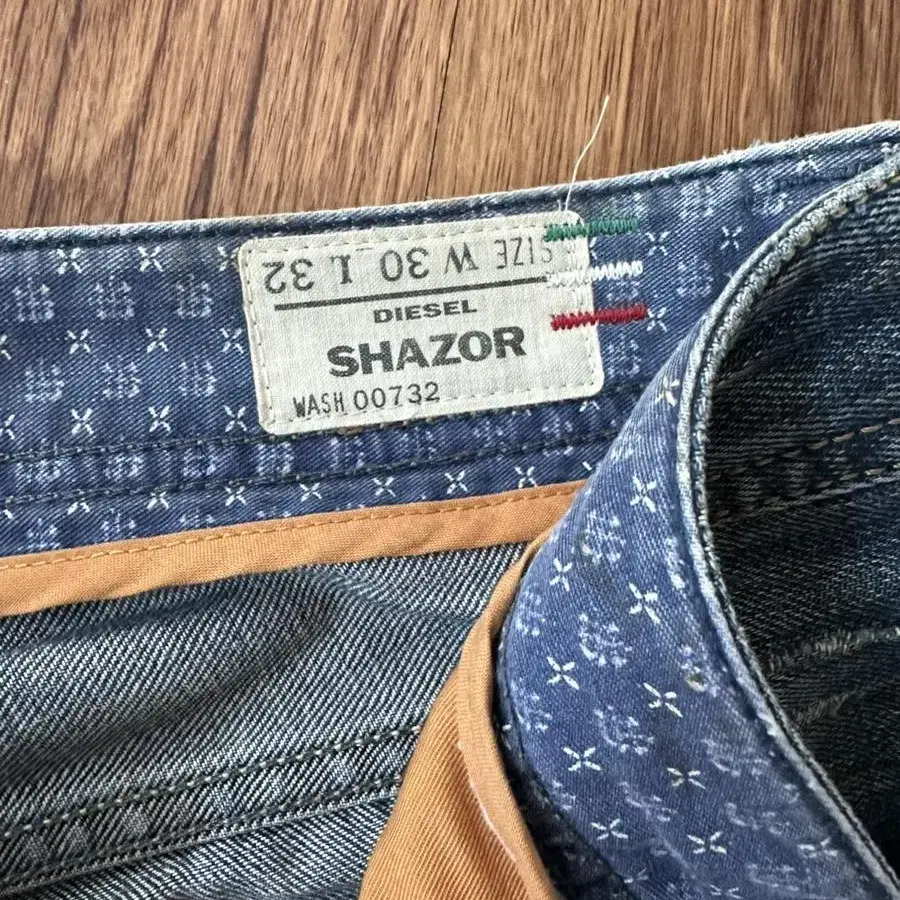 SIZE W 30 L 32
DIESEL
SHAZOR
WASH 00732